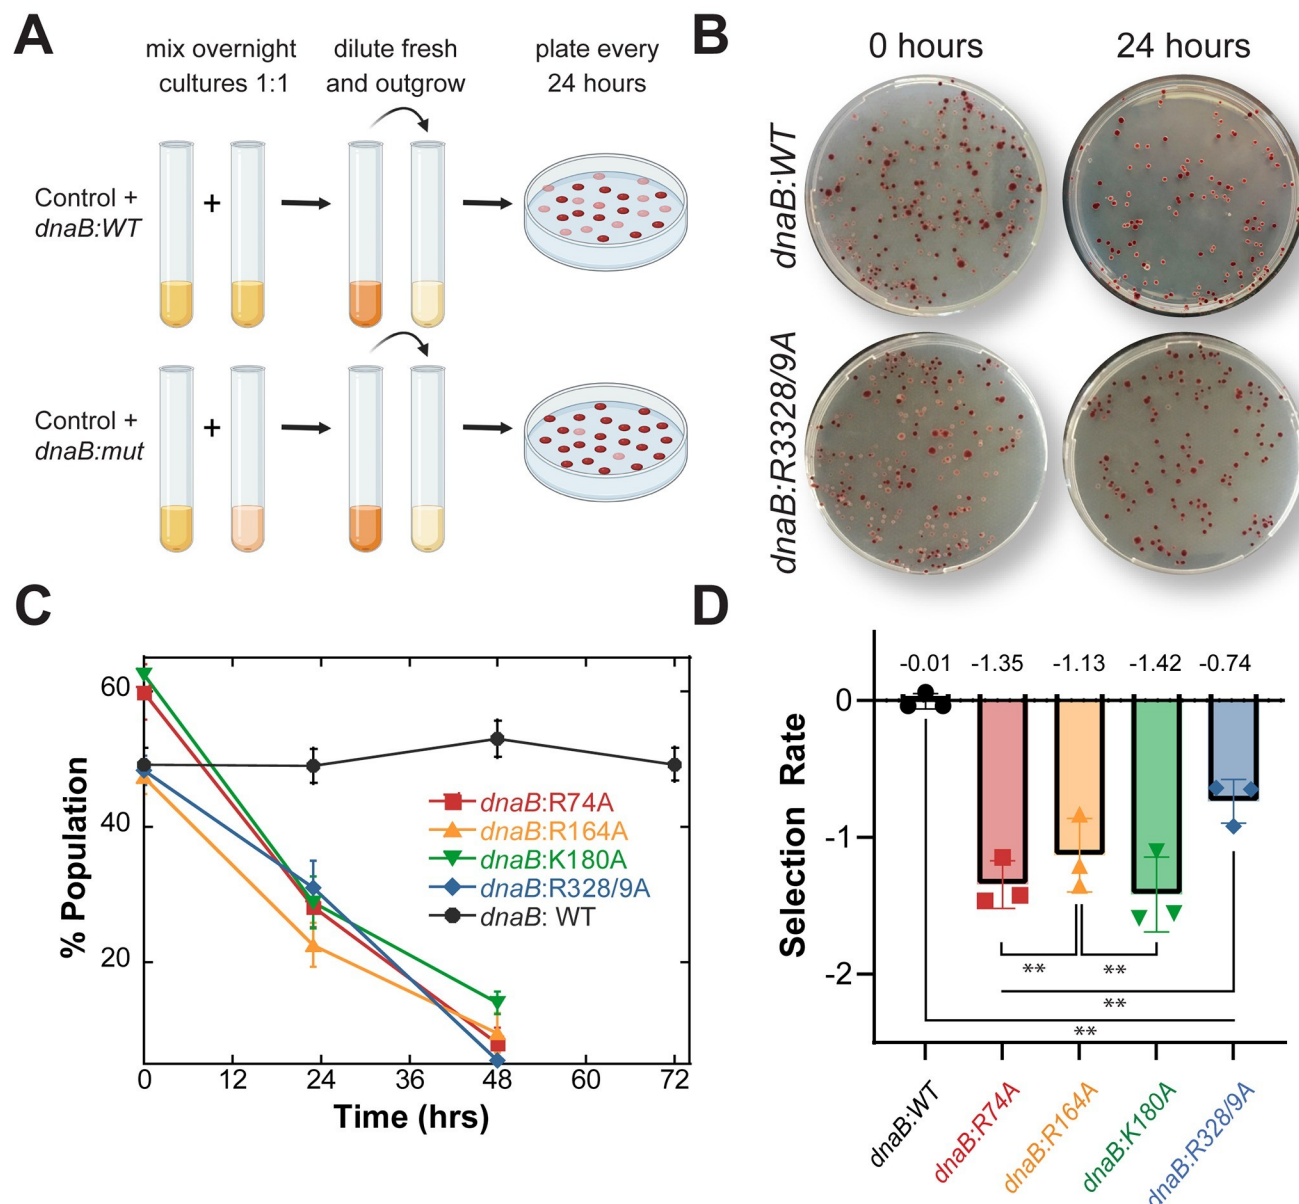 A
mix overnight
cultures 1:1
dilute fresh
and outgrow
plate every
24 hours
Control +
dnaB:WT
+
Control +
dnaB:mut
+
B
0 hours
24 hours
dnaB:WT
dnaB:R3328/9A
C
% Population
60
40
20
0
12
24
36
48
60
72
Time (hrs)
dnaB:R74A
dnaB:R164A
dnaB:K180A
dnaB:R328/9A
dnaB: WT
D
Selection Rate
-0.01
-1.35
-1.13
-1.42
-0.74
0
-1
-2
**
**
**
**
dnaB:WT
dnaB:R74A
dnaB:R164A
dnaB:K180A
dnaB:R328/9A